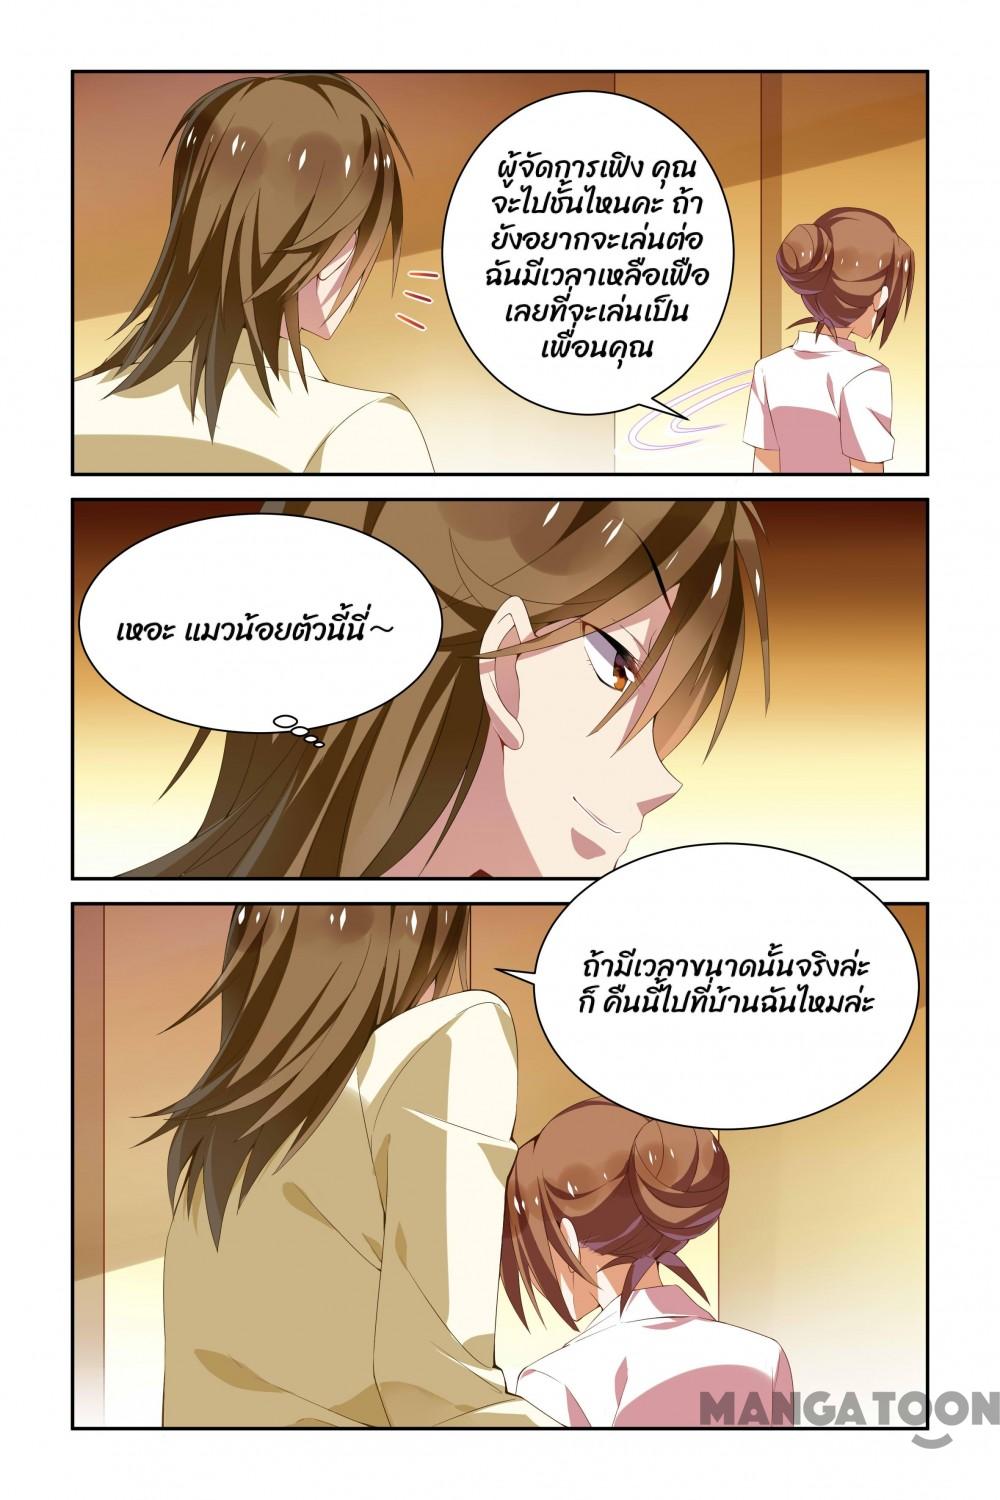 ผู้จัดการเฟิง คุณ
จะไปชั้นไหนคะ ถ้า
ยังอยากจะเล่นต่อ
ฉันมีเวลาเหลือเฟือ
เลยที่จะเล่นเป็น
เพื่อนคุณ
เหอะ แมวน้อยตัวนี้นี่~
ถ้ามีเวลาขนาดนั้นจริงล่ะ
ก็ คืนนี้ไปที่บ้านฉันไหมล่ะ
MANGATOON